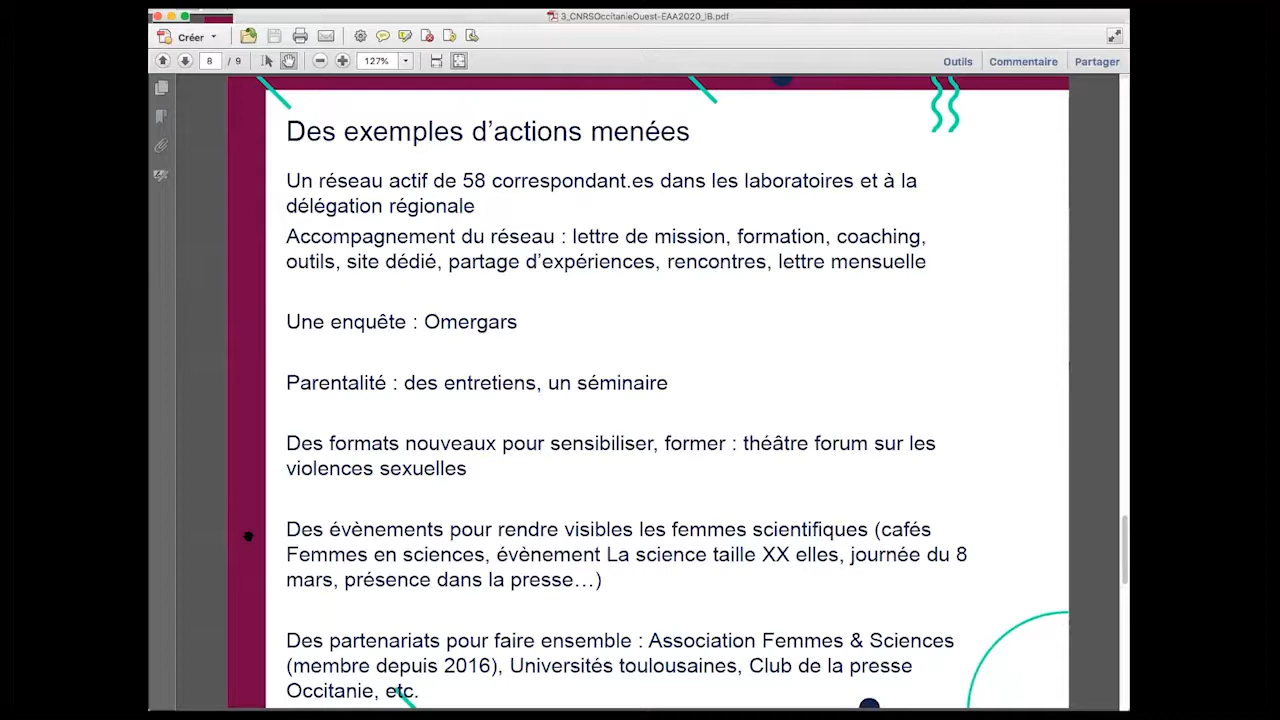 3_CNRSOccitanieOuest-EAA2020_IB.pdf
Créer
8 / 9
127%
Outils
Commentaire
Partager
Des exemples d’actions menées
Un réseau actif de 58 correspondant.es dans les laboratoires et à la
délégation régionale
Accompagnement du réseau : lettre de mission, formation, coaching,
outils, site dédié, partage d’expériences, rencontres, lettre mensuelle
Une enquête : Omergars
Parentalité : des entretiens, un séminaire
Des formats nouveaux pour sensibiliser, former : théâtre forum sur les
violences sexuelles
Des évènements pour rendre visibles les femmes scientifiques (cafés
Femmes en sciences, évènement La science taille XX elles, journée du 8
mars, présence dans la presse…)
Des partenariats pour faire ensemble : Association Femmes & Sciences
(membre depuis 2016), Universités toulousaines, Club de la presse
Occitanie, etc.